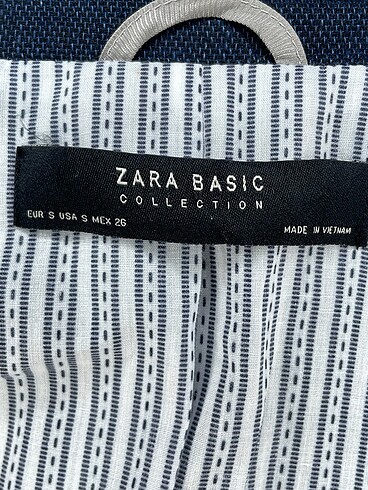 ZARA BASIC
COLLECTION
EUR S USA S MEX 26
MADE IN VIETNAM